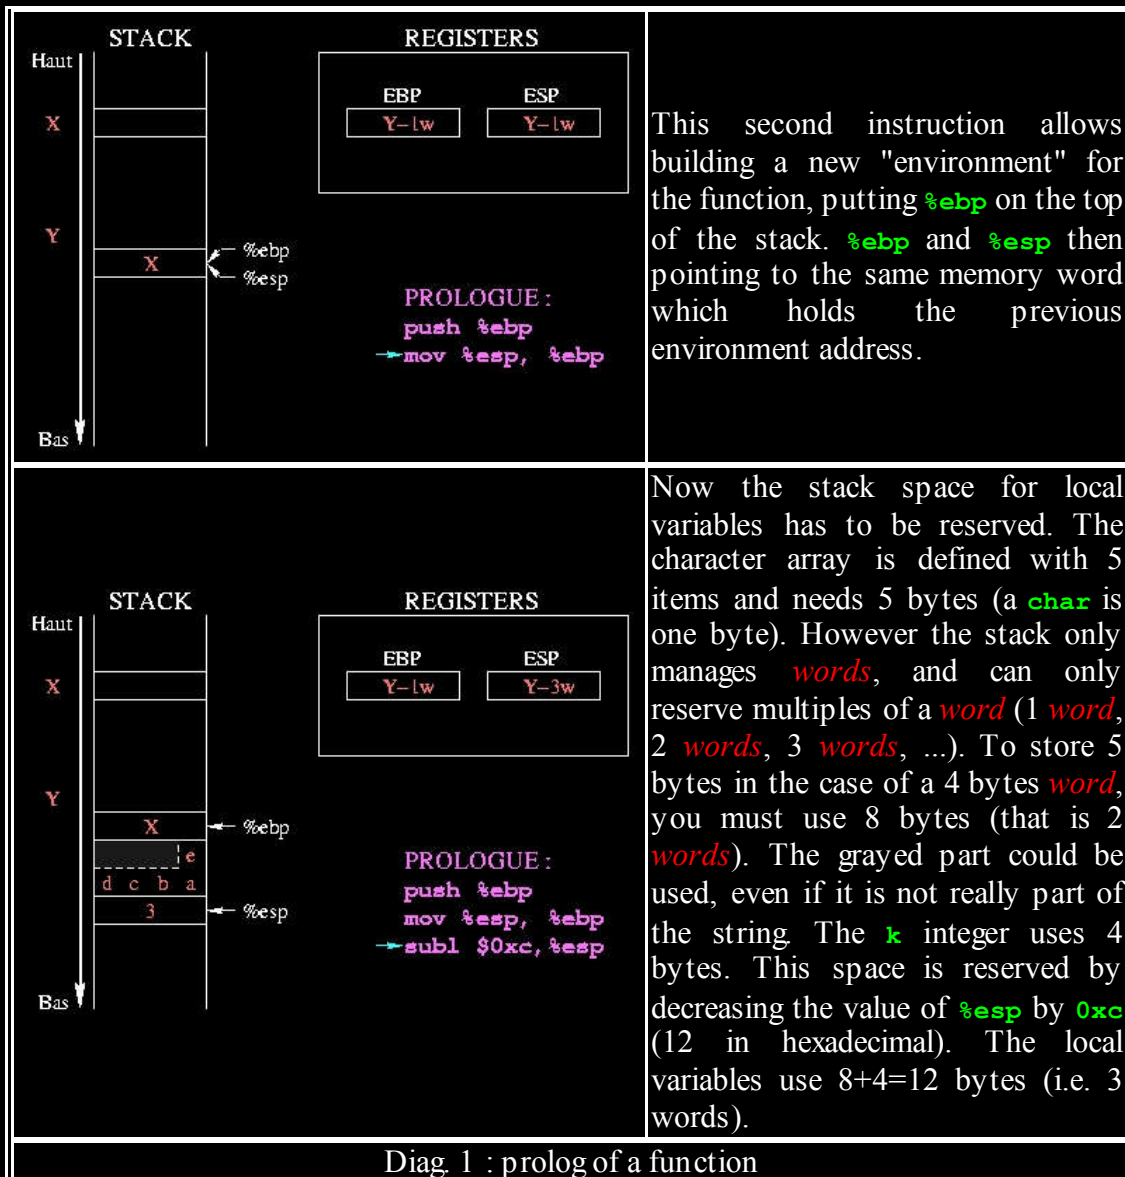 STACK
REGISTERS
Haut
EBP ESP
X
Y-1w Y-1w
Y
%ebp
X
%esp
PROLOGUE :
push %ebp
mov %esp, %ebp
Bas
This second instruction allows
building a new "environment" for
the function, putting %ebp on the top
of the stack. %ebp and %esp then
pointing to the same memory word
which holds the previous
environment address.
STACK
REGISTERS
Haut
EBP ESP
X
Y-1w Y-3w
Y
X
%ebp
e
d c b a
3
%esp
PROLOGUE :
push %ebp
mov %esp, %ebp
subl $0xc,%esp
Bas
Now the stack space for local
variables has to be reserved. The
character array is defined with 5
items and needs 5 bytes (a char is
one byte). However the stack only
manages words, and can only
reserve multiples of a word (1 word,
2 words, 3 words, ...). To store 5
bytes in the case of a 4 bytes word,
you must use 8 bytes (that is 2
words). The grayed part could be
used, even if it is not really part of
the string. The k integer uses 4
bytes. This space is reserved by
decreasing the value of %esp by 0xc
(12 in hexadecimal). The local
variables use 8+4=12 bytes (i.e. 3
words).
Diag. 1 : prolog of a function